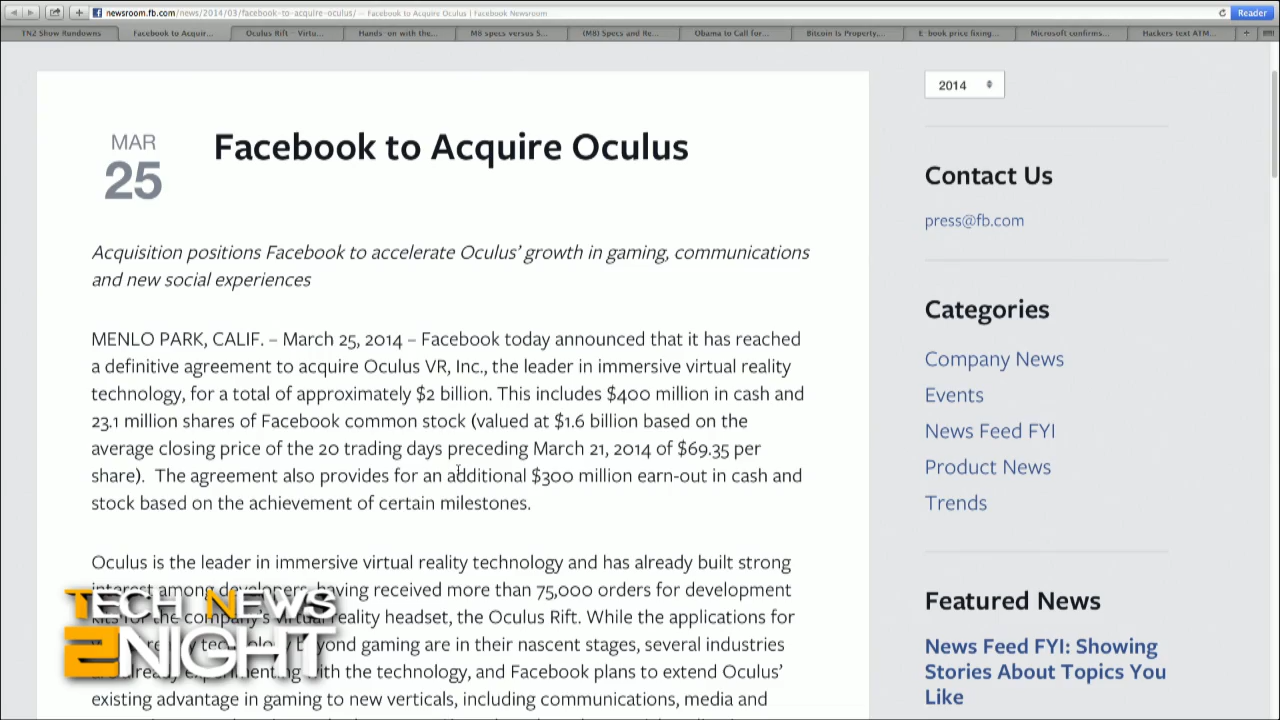 newsroom.fb.com/news/2014/03/facebook-to-acquire-oculus/ — Facebook to Acquire Oculus | Facebook Newsroom
Reader
TN2 Show Rundowns
Facebook to Acquir...
Oculus Rift – Virtu...
Hands-on with the...
M8 specs versus S...
(M8) Specs and Re...
Obama to Call for...
Bitcoin Is Property,...
E-book price fixing...
Microsoft confirms...
Hackers text ATM...
MAR
25
Facebook to Acquire Oculus
Acquisition positions Facebook to accelerate Oculus’ growth in gaming, communications
and new social experiences
MENLO PARK, CALIF. – March 25, 2014 – Facebook today announced that it has reached
a definitive agreement to acquire Oculus VR, Inc., the leader in immersive virtual reality
technology, for a total of approximately $2 billion. This includes $400 million in cash and
23.1 million shares of Facebook common stock (valued at $1.6 billion based on the
average closing price of the 20 trading days preceding March 21, 2014 of $69.35 per
share). The agreement also provides for an additional $300 million earn-out in cash and
stock based on the achievement of certain milestones.
Oculus is the leader in immersive virtual reality technology and has already built strong
interest among developers, having received more than 75,000 orders for development
kits for the company’s virtual reality headset, the Oculus Rift. While the applications for
technology beyond gaming are in their nascent stages, several industries
already experimenting with the technology, and Facebook plans to extend Oculus’
existing advantage in gaming to new verticals, including communications, media and
TECH NEWS
2NIGHT
2014
Contact Us
press@fb.com
Categories
Company News
Events
News Feed FYI
Product News
Trends
Featured News
News Feed FYI: Showing
Stories About Topics You
Like